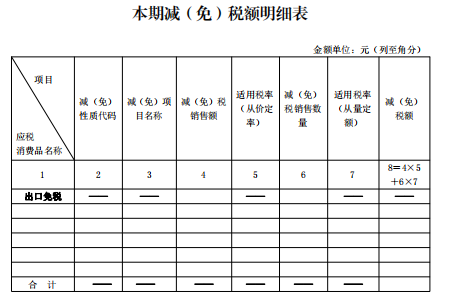 本期减（免）税额明细表
金额单位：元（列至角分）
项目
应税
消费品名称
减（免）
性质代码
减（免）项
目名称
减（免）税
销售额
适用税率
（从价定
率）
减（免）
税销售数
量
适用税率
（从量定
额）
减（免）
税额
1 2 3 4 5 6 7 8＝4×5
＋6×7
出口免税 —— —— —— ——
合 计 —— —— —— —— ——